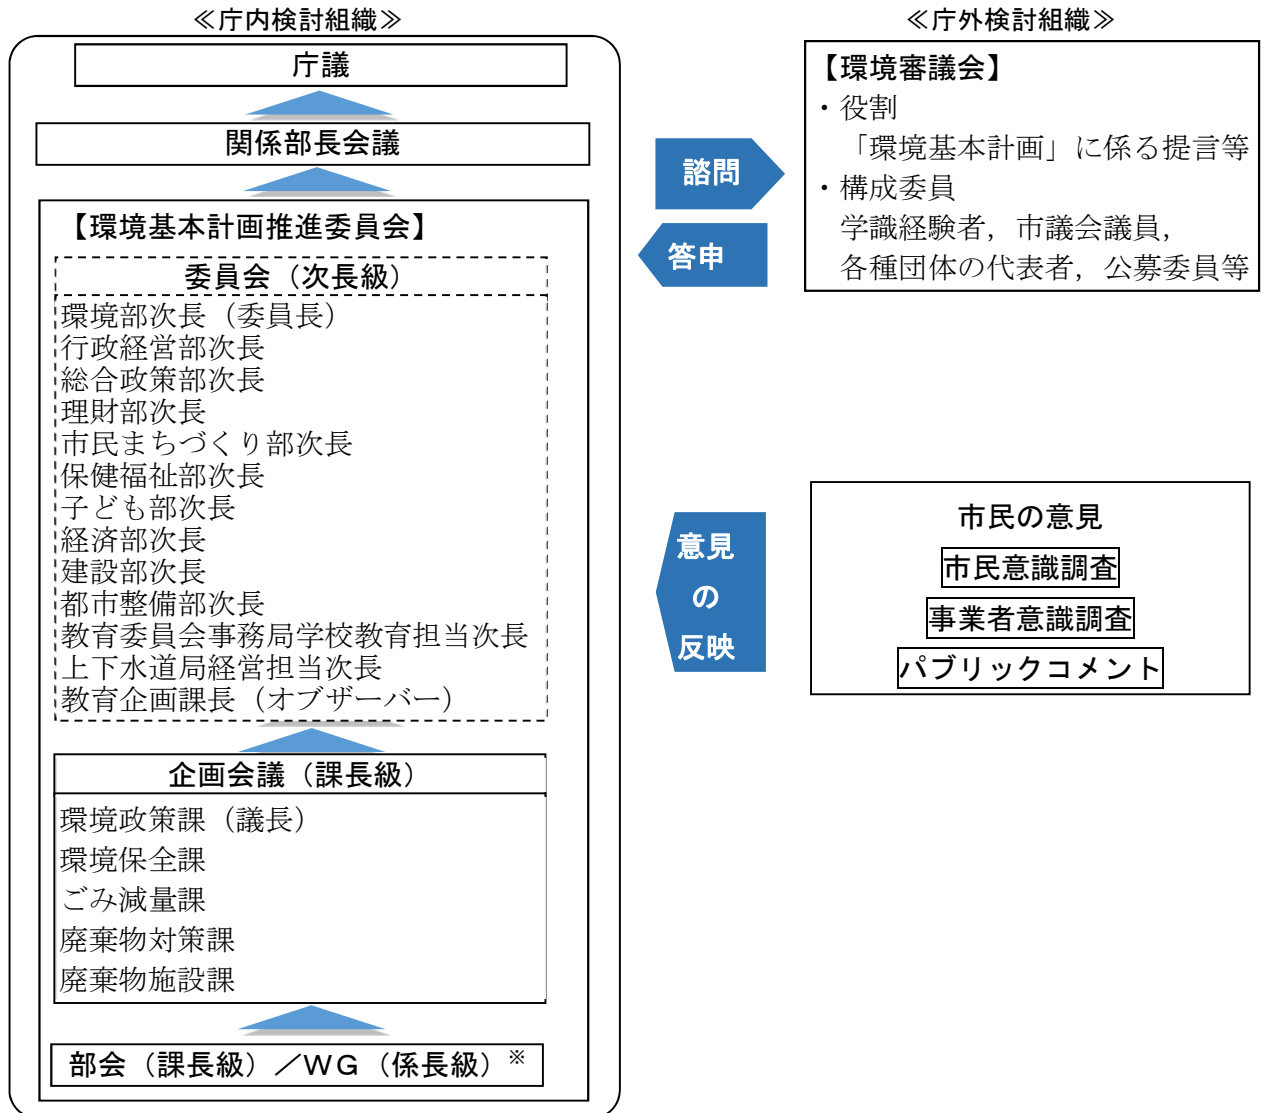 ≪庁内検討組織≫
庁議
関係部長会議
【環境基本計画推進委員会】
委員会（次長級）
環境部次長（委員長）
行政経営部次長
総合政策部次長
理財部次長
市民まちづくり部次長
保健福祉部次長
子ども部次長
経済部次長
建設部次長
都市整備部次長
教育委員会事務局学校教育担当次長
上下水道局経営担当次長
教育企画課長（オブザーバー）
企画会議（課長級）
環境政策課（議長）
環境保全課
ごみ減量課
廃棄物対策課
廃棄物施設課
部会（課長級）／ＷＧ（係長級）※
諮問
答申
意見
の
反映
≪庁外検討組織≫
【環境審議会】
・役割
「環境基本計画」に係る提言等
・構成委員
学識経験者，市議会議員，
各種団体の代表者，公募委員等
市民の意見
市民意識調査
事業者意識調査
パブリックコメント